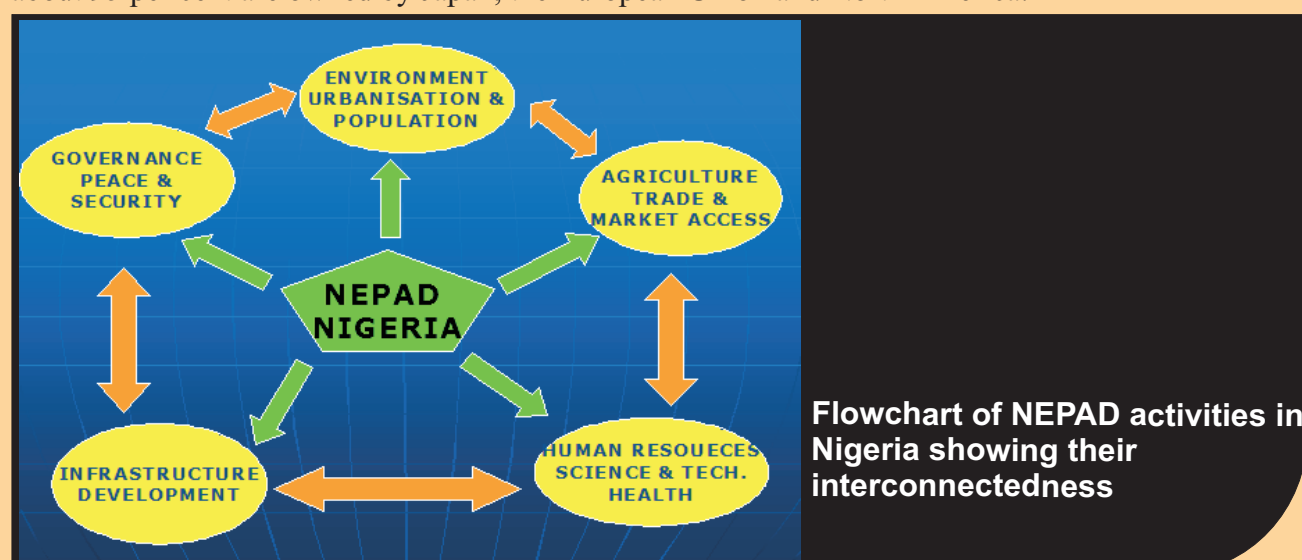 ENVIRONMENT
URBANISATION &
POPULATION
GOVERNANCE
PEACE &
SECURITY
AGRICULTURE
TRADE &
MARKET ACCESS
NEPAD
NIGERIA
INFRASTRUCTURE
DEVELOPMENT
HUMAN RESOUECES
SCIENCE & TECH.
HEALTH
Flowchart of NEPAD activities in
Nigeria showing their
interconnectedness